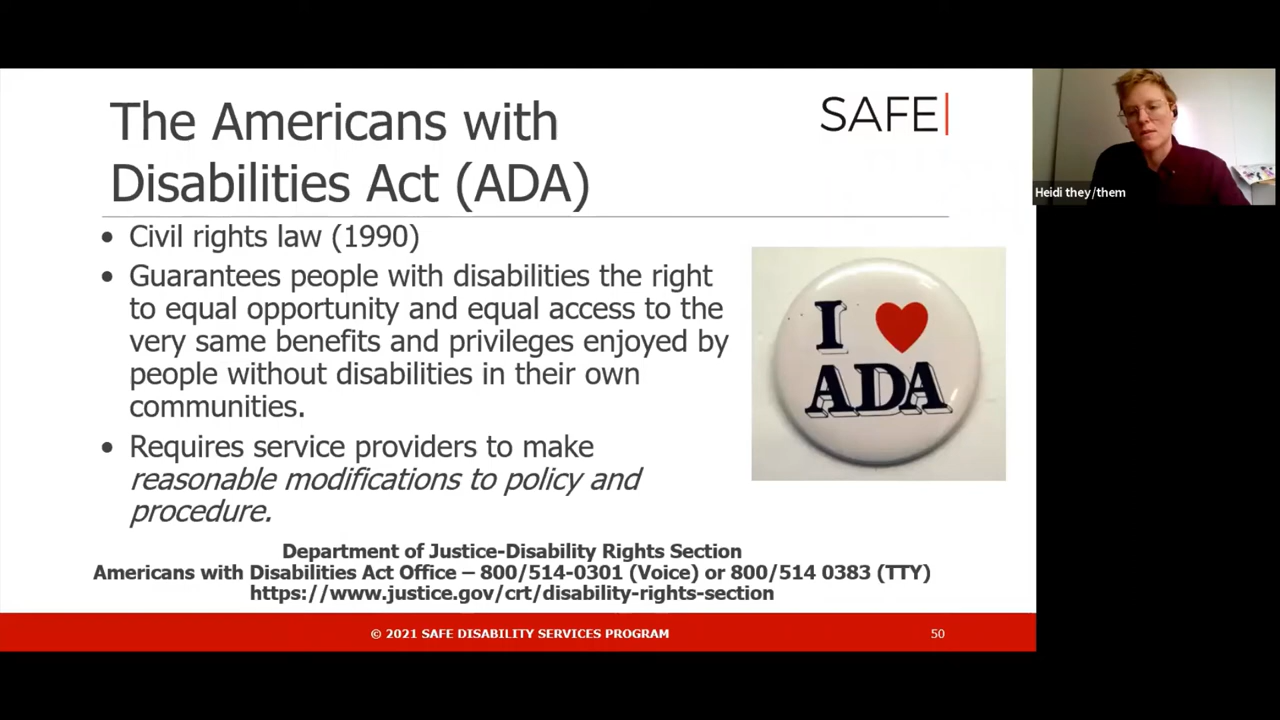 The Americans with
Disabilities Act (ADA)
SAFE
Heidi they/them
• Civil rights law (1990)
• Guarantees people with disabilities the right
to equal opportunity and equal access to the
very same benefits and privileges enjoyed by
people without disabilities in their own
communities.
• Requires service providers to make
reasonable modifications to policy and
procedure.
I ❤ 
ADA
Department of Justice-Disability Rights Section
Americans with Disabilities Act Office – 800/514-0301 (Voice) or 800/514 0383 (TTY)
https://www.justice.gov/crt/disability-rights-section
© 2021 SAFE DISABILITY SERVICES PROGRAM
50